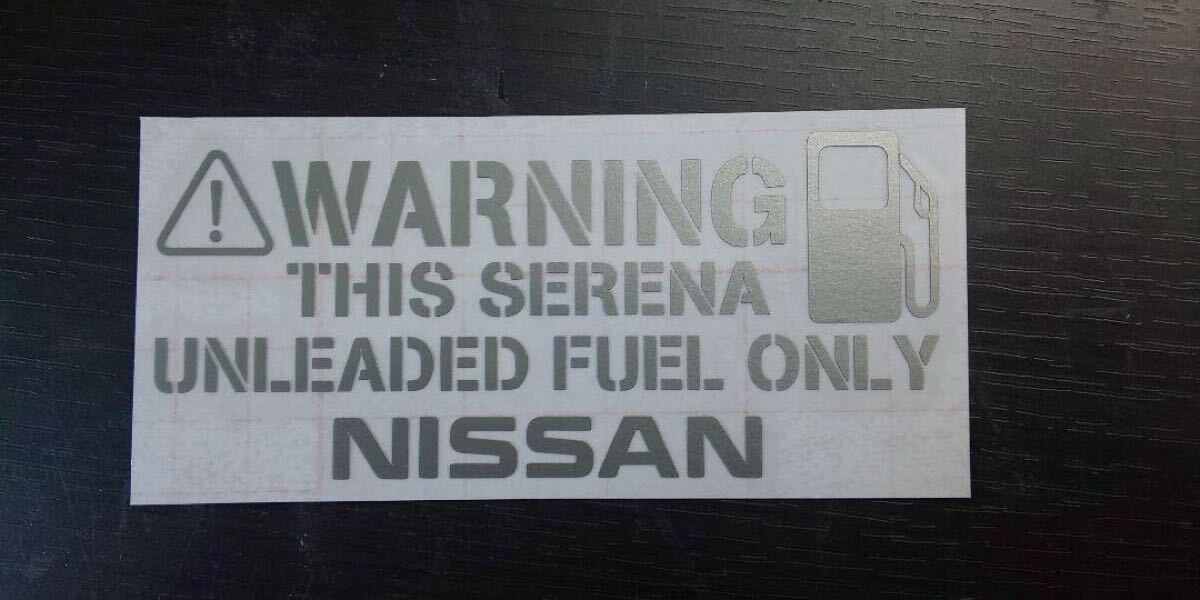 WARNING
THIS SERENA
UNLEADED FUEL ONLY
NISSAN